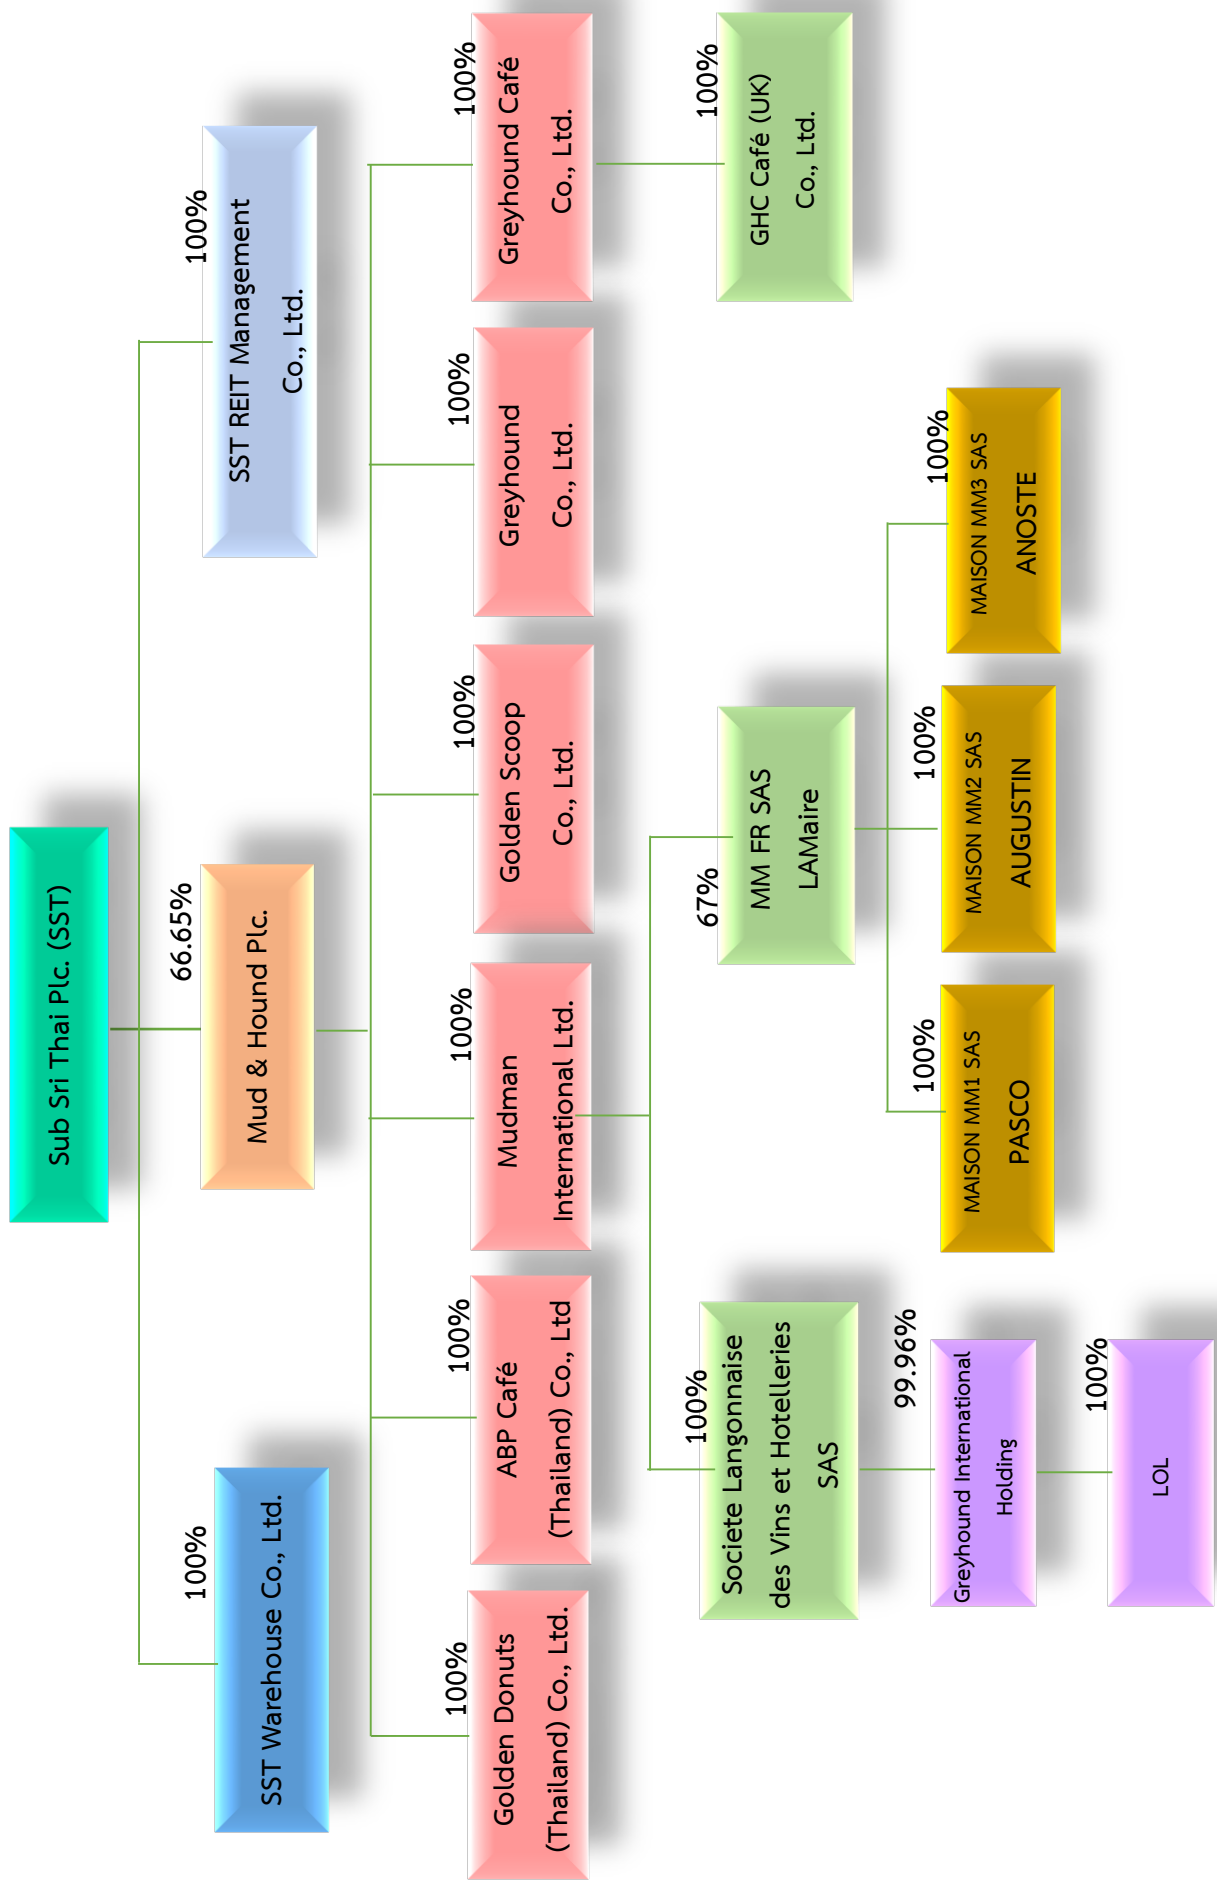 Sub Sri Thai Plc. (SST)
100%
SST Warehouse Co., Ltd.
66.65%
Mud & Hound Plc.
100%
SST REIT Management
Co., Ltd.
100%
Golden Donuts
(Thailand) Co., Ltd.
100%
ABP Café
(Thailand) Co., Ltd
100%
Mudman
International Ltd.
100%
Golden Scoop
Co., Ltd.
100%
Greyhound
Co., Ltd.
100%
Greyhound Café
Co., Ltd.
100%
Societe Langonnaise
des Vins et Hotelleries
SAS
67%
MM FR SAS
LAMaire
100%
GHC Café (UK)
Co., Ltd.
99.96%
Greyhound International
Holding
100%
MAISON MM1 SAS
PASCO
100%
MAISON MM2 SAS
AUGUSTIN
100%
MAISON MM3 SAS
ANOSTE
100%
LOL